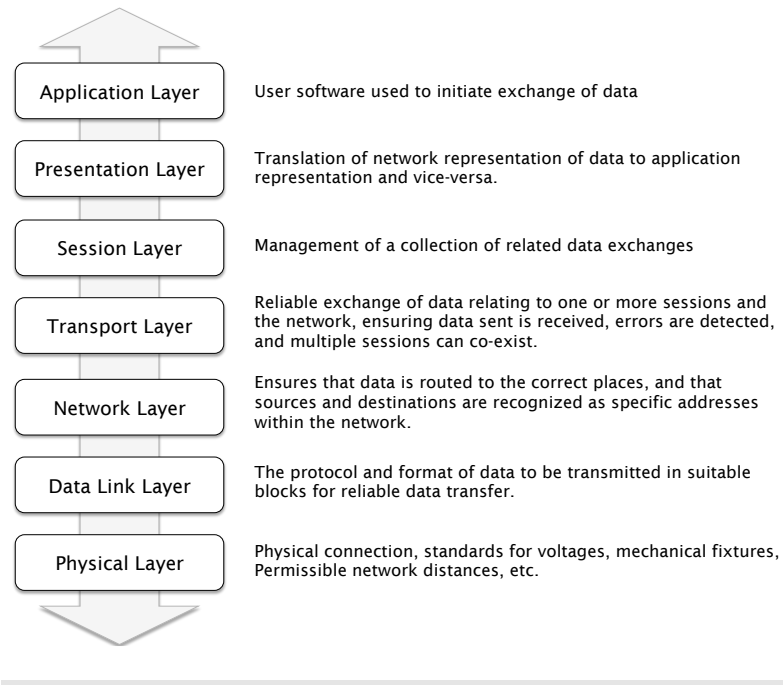 Application Layer
User software used to initiate exchange of data
Presentation Layer
Translation of network representation of data to application
representation and vice-versa.
Session Layer
Management of a collection of related data exchanges
Transport Layer
Reliable exchange of data relating to one or more sessions and
the network, ensuring data sent is received, errors are detected,
and multiple sessions can co-exist.
Network Layer
Ensures that data is routed to the correct places, and that
sources and destinations are recognized as specific addresses
within the network.
Data Link Layer
The protocol and format of data to be transmitted in suitable
blocks for reliable data transfer.
Physical Layer
Physical connection, standards for voltages, mechanical fixtures,
Permissible network distances, etc.